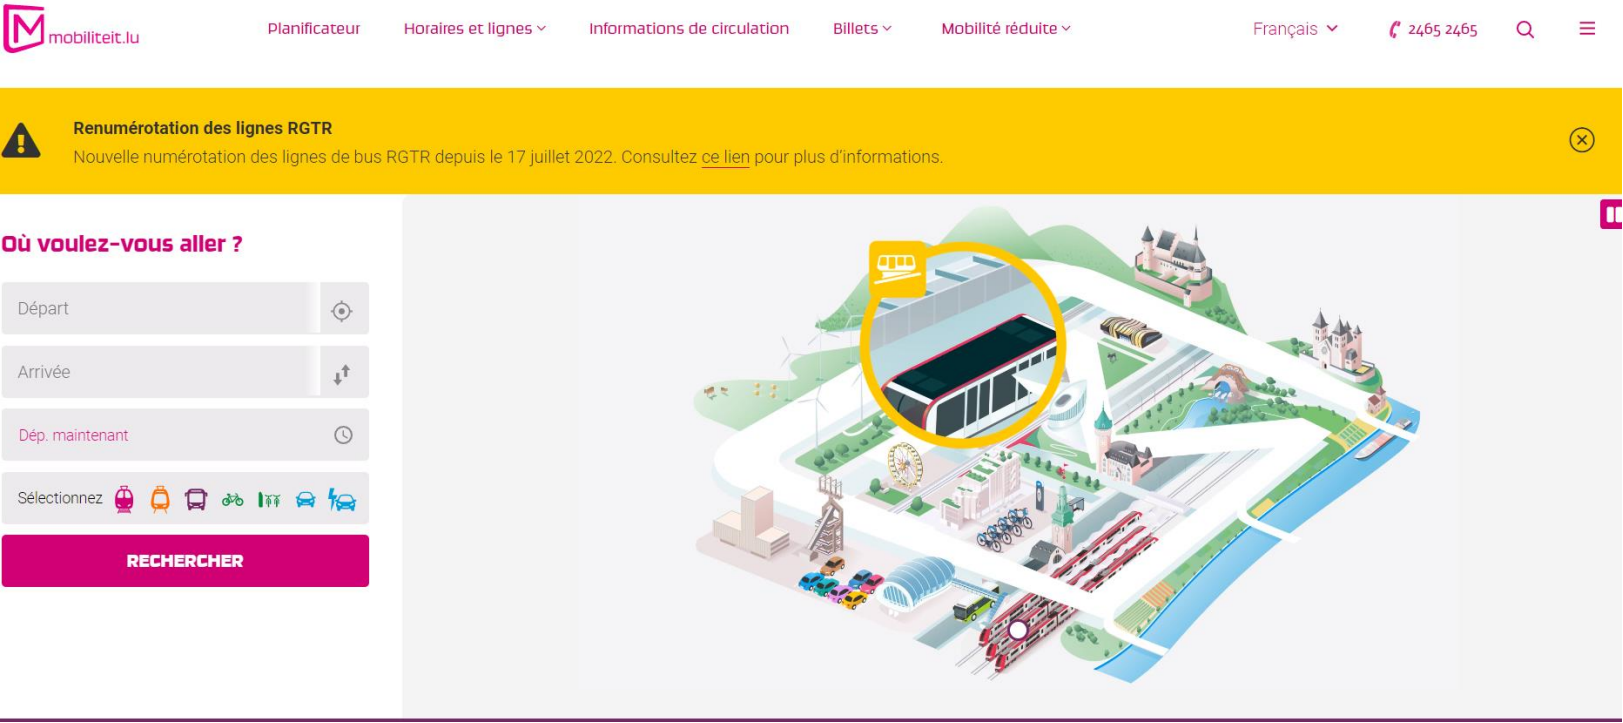 mobiliteit.lu
Planificateur
Horaires et lignes
Informations de circulation
Billets
Mobilité réduite
Français
2465 2465
Renumérotation des lignes RGTR
Nouvelle numérotation des lignes de bus RGTR depuis le 17 juillet 2022. Consultez ce lien pour plus d'informations.
Où voulez-vous aller ?
Départ
Arrivée
Dép. maintenant
Sélectionnez
RECHERCHER